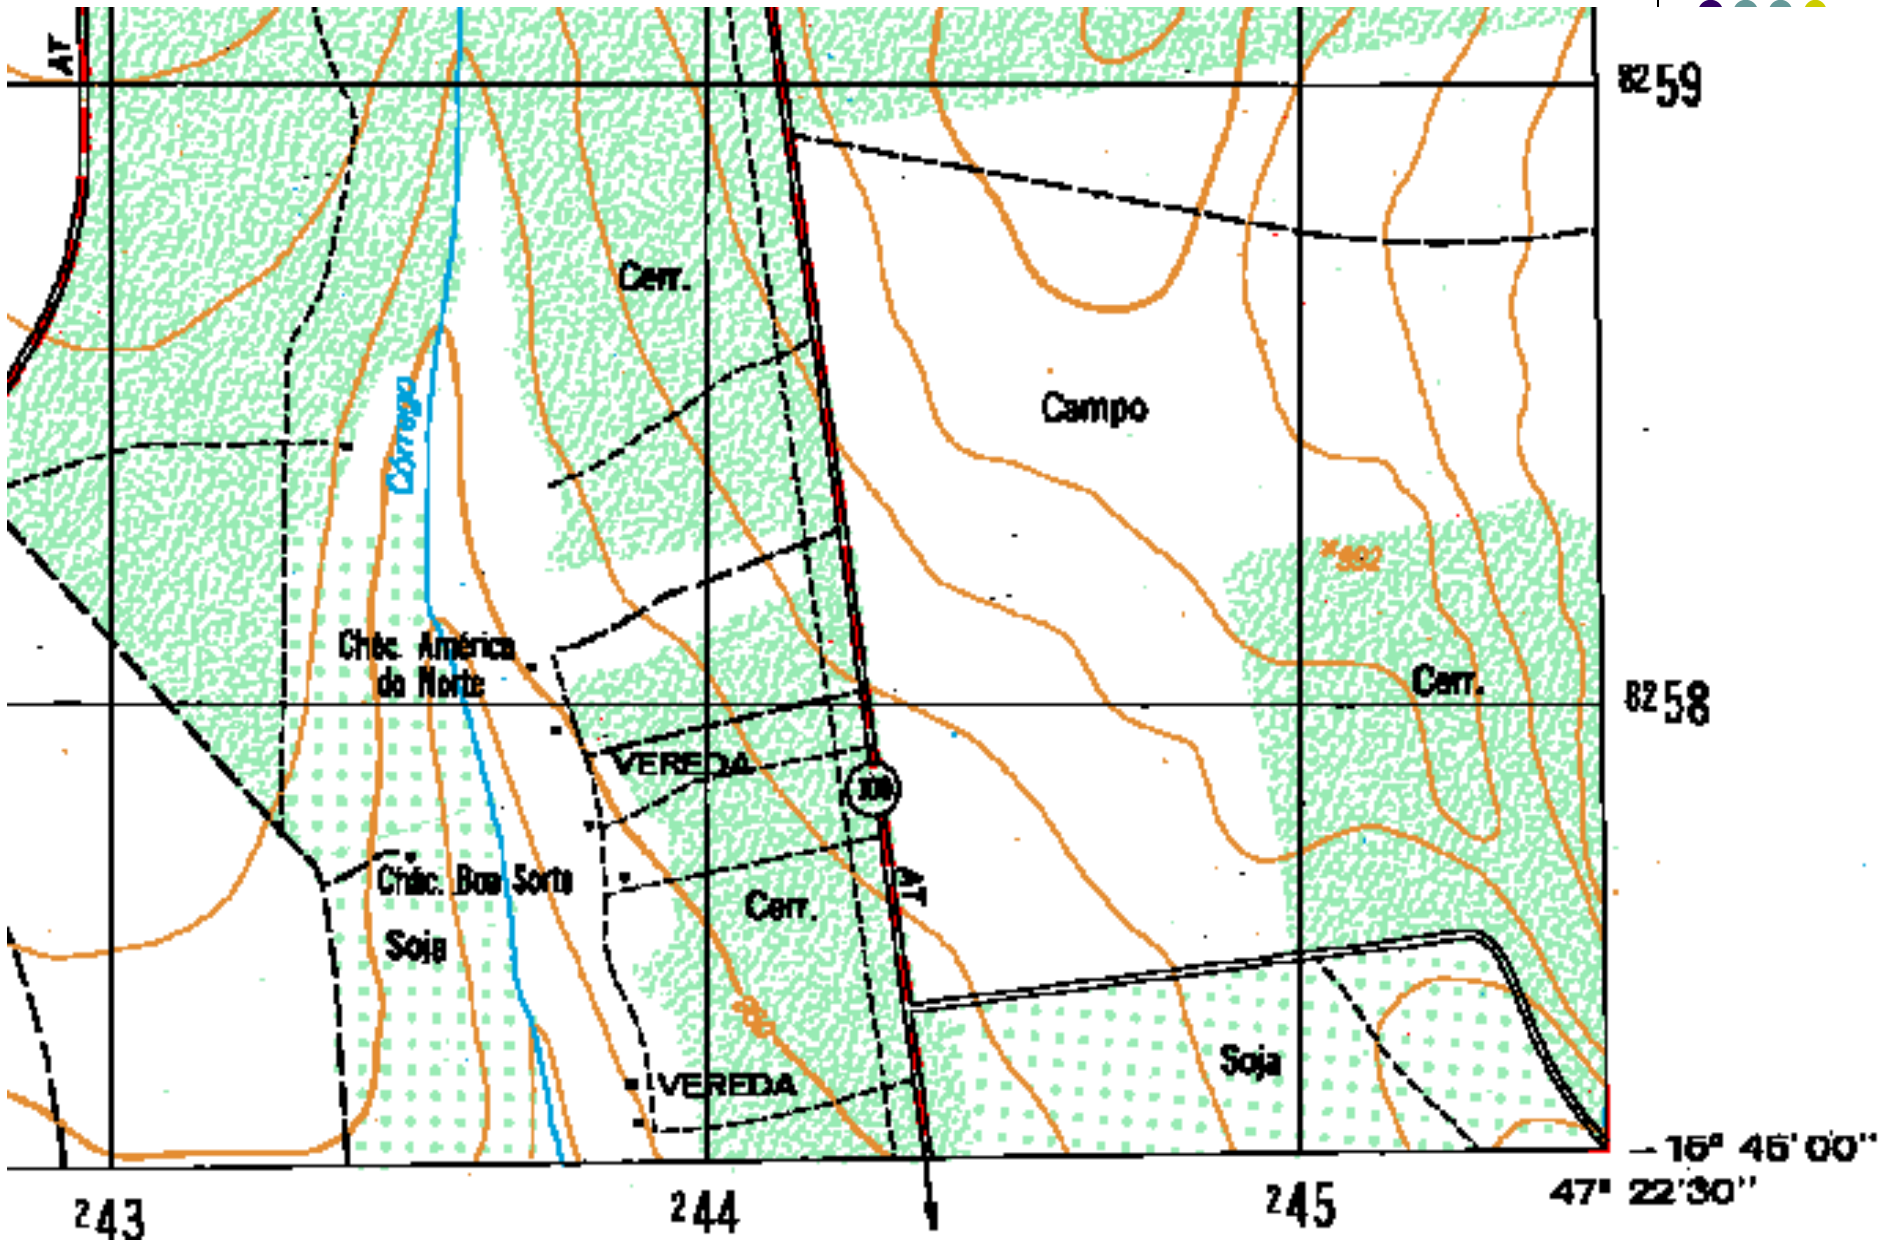 AT
8259
Cerr.
Campo
Córrego
Chác. América
do Norte
Cerr.
8258
VEREDA
Chác. Boa Sorte
AT
Cerr.
Soja
VEREDA
Soja
15° 45' 00"
47° 22' 30"
243
244
245